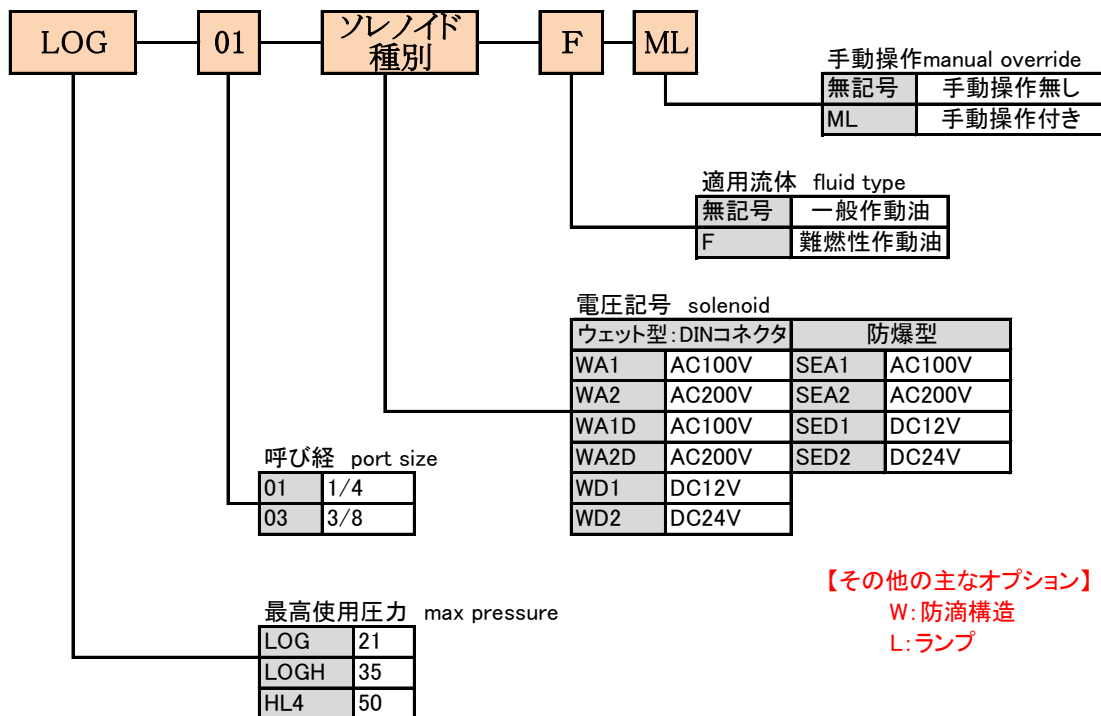 LOG 01 ソレノイド種別 F ML
手動操作manual override
無記号 手動操作無し
ML 手動操作付き
適用流体 fluid type
無記号 一般作動油
F 難燃性作動油
電圧記号 solenoid
ウェット型:DINコネクタ 防爆型
WA1 AC100V SEA1 AC100V
WA2 AC200V SEA2 AC200V
WA1D AC100V SED1 DC12V
WA2D AC200V SED2 DC24V
WD1 DC12V
WD2 DC24V
呼び経 port size
01 1/4
03 3/8
【その他の主なオプション】
W:防滴構造
L:ランプ
最高使用圧力 max pressure
LOG 21
LOGH 35
HL4 50